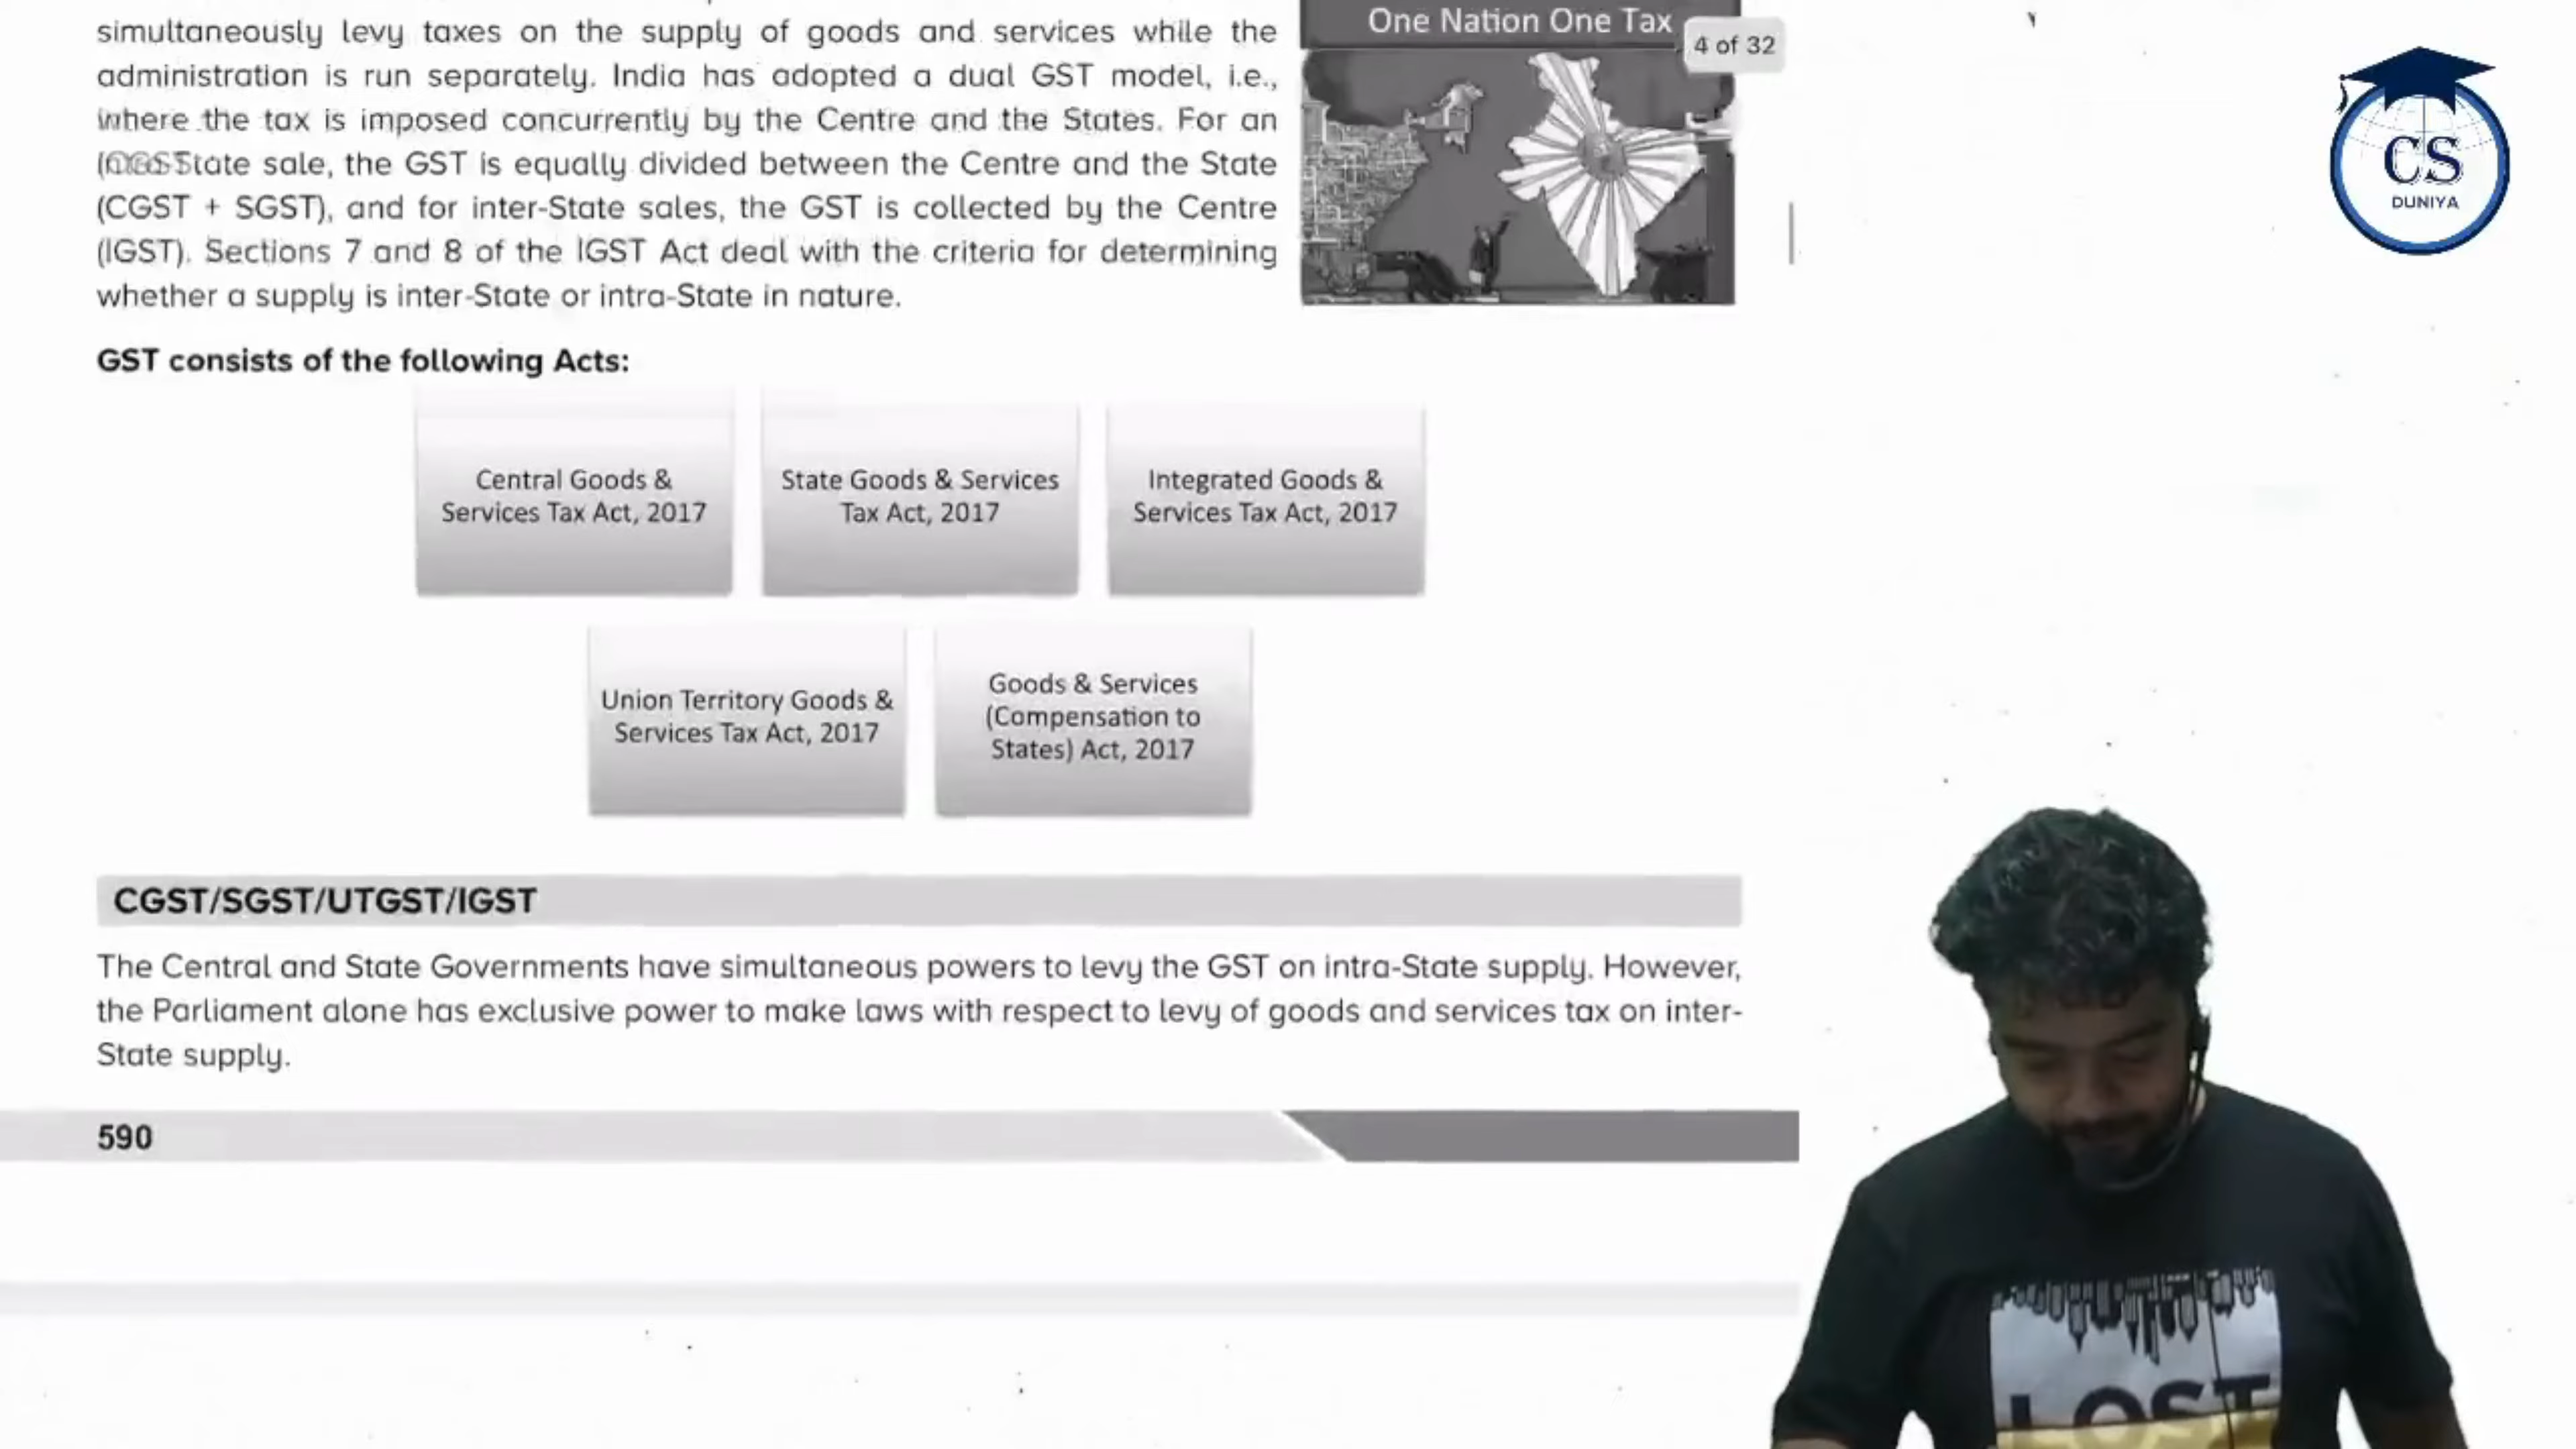 One Nation One Tax
4 of 32
simultaneously levy taxes on the supply of goods and services while the
administration is run separately. India has adopted a dual GST model, i.e.,
where the tax is imposed concurrently by the Centre and the States. For an
State sale, the GST is equally divided between the Centre and the State
(CGST + SGST), and for inter-State sales, the GST is collected by the Centre
(IGST). Sections 7 and 8 of the IGST Act deal with the criteria for determining
whether a supply is inter-State or intra-State in nature.
CS
DUNIYA
GST consists of the following Acts:
Central Goods &
Services Tax Act, 2017
State Goods & Services
Tax Act, 2017
Integrated Goods &
Services Tax Act, 2017
Union Territory Goods &
Services Tax Act, 2017
Goods & Services
(Compensation to
States) Act, 2017
CGST/SGST/UTGST/IGST
The Central and State Governments have simultaneous powers to levy the GST on intra-State supply. However,
the Parliament alone has exclusive power to make laws with respect to levy of goods and services tax on inter-
State supply.
590
LOST